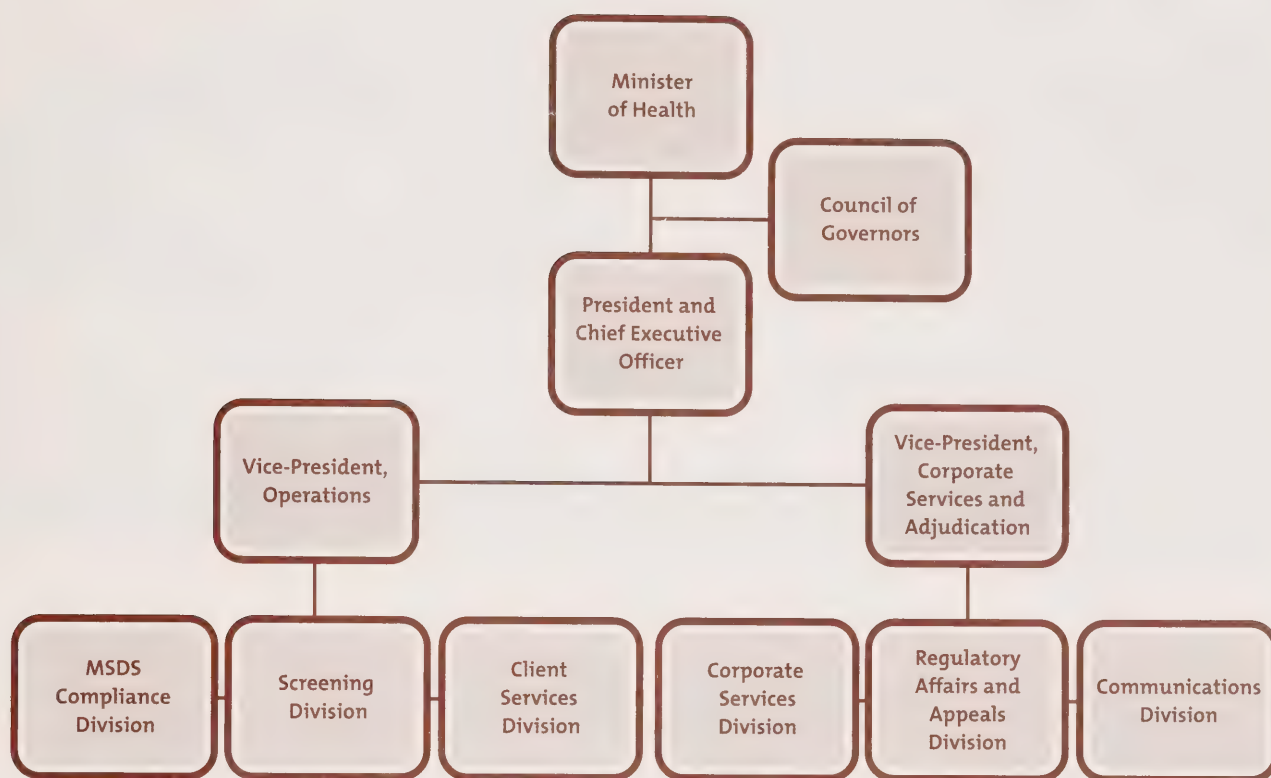 Minister
of Health
Council of
Governors
President and
Chief Executive
Officer
Vice-President,
Operations
Vice-President,
Corporate
Services and
Adjudication
MSDS
Compliance
Division
Screening
Division
Client
Services
Division
Corporate
Services
Division
Regulatory
Affairs and
Appeals
Division
Communications
Division